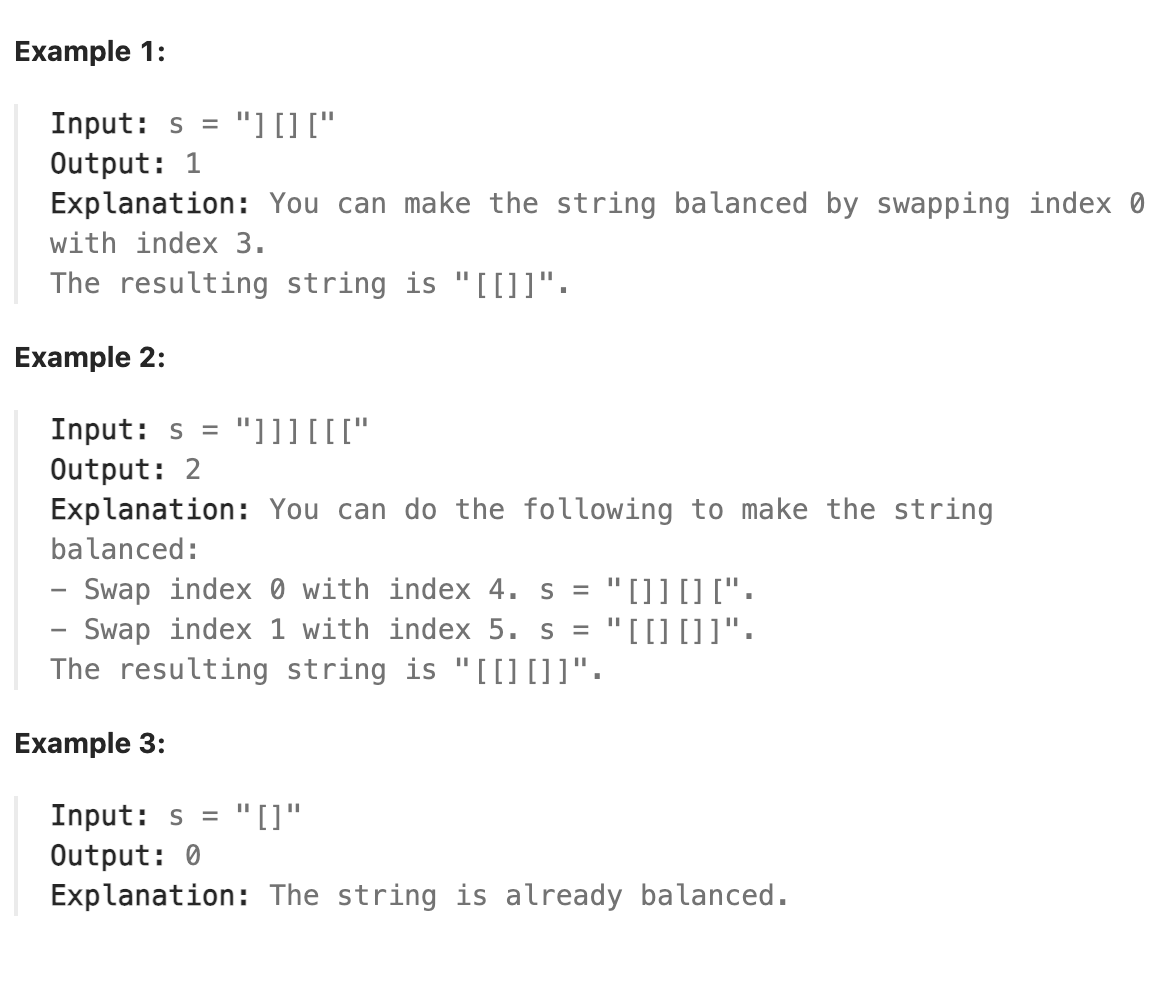 Example 1:
Input: s = "][]["
Output: 1
Explanation: You can make the string balanced by swapping index 0
with index 3.
The resulting string is "[[]]".
Example 2:
Input: s = "]]][[["
Output: 2
Explanation: You can do the following to make the string
balanced:
- Swap index 0 with index 4. s = "[]][][".
- Swap index 1 with index 5. s = "[[][]]".
The resulting string is "[[][]]".
Example 3:
Input: s = "[]"
Output: 0
Explanation: The string is already balanced.